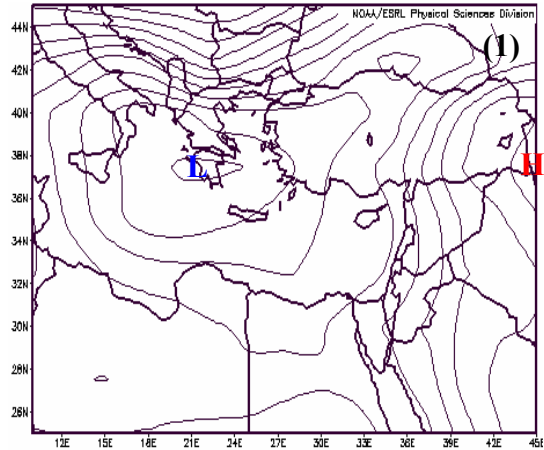 NOAA/ESRL Physical Sciences Division
44N
(1)
42N
40N
38N
L
H
36N
34N
32N
30N
28N
26N
12E 15E 18E 21E 24E 27E 30E 33E 36E 39E 42E 45E